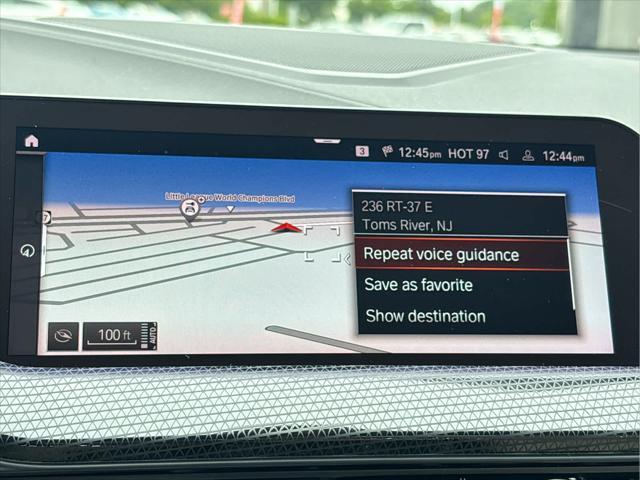 3 12:45pm HOT 97 12:44pm
Little League World Champions Blvd
236 RT-37 E
Toms River, NJ
Repeat voice guidance
Save as favorite
Show destination
100 ft
AUTO